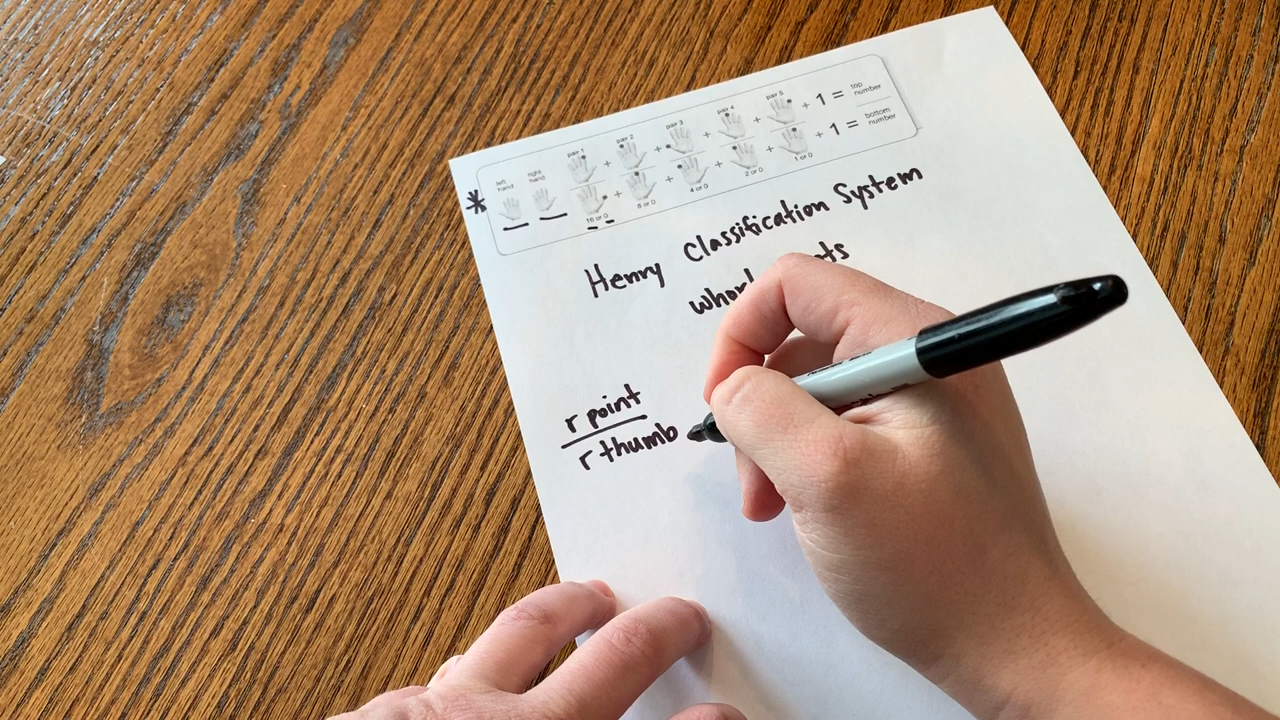 left hand right hand pair 1 pair 2 pair 3 pair 4 pair 5
+ + + + + 1 = top number
+ + + + + 1 = bottom number
16 or 0 8 or 0 4 or 0 2 or 0 1 or 0
*
Henry Classification System
r point
r thumb